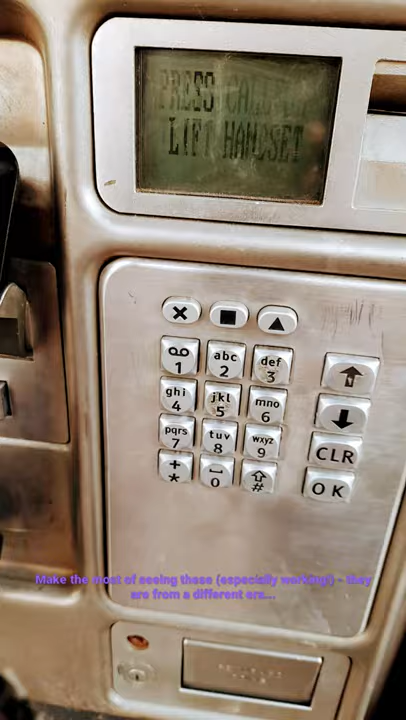 PRESS CALL
LIFT HANDSET
1
abc
2
def
3
ghi
4
jkl
5
mno
6
pqrs
7
tuv
8
wxyz
9
CLR
+
*
0
#
OK
Make the most of seeing these (especially working!) - they
are from a different era...